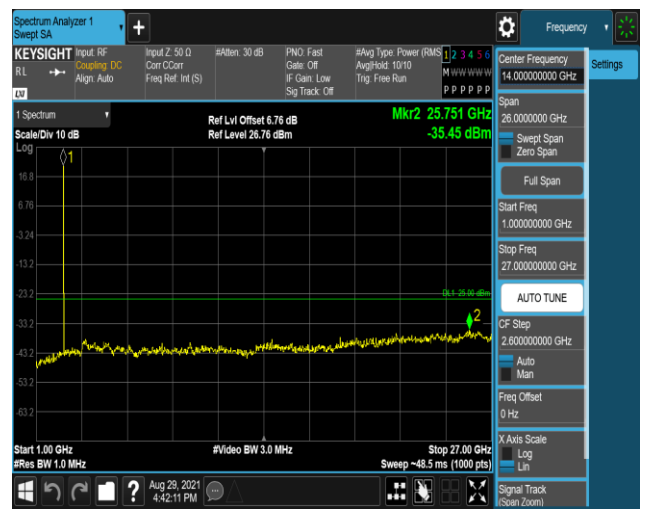 Spectrum Analyzer 1
Swept SA
Frequency
KEYSIGHT
RL
LXI
Input: RF
Coupling: DC
Align: Auto
Input Z: 50 Ω
Corr CCorr
Freq Ref: Int (S)
#Atten: 30 dB
PNO: Fast
Gate: Off
IF Gain: Low
Sig Track: Off
#Avg Type: Power (RMS
Avg|Hold: 10/10
Trig: Free Run
1 2 3 4 5 6
M W W W W W
P P P P P P
Settings
Center Frequency
14.000000000 GHz
Span
26.0000000 GHz
Swept Span
Zero Span
Full Span
Start Freq
1.000000000 GHz
Stop Freq
27.000000000 GHz
AUTO TUNE
CF Step
2.600000000 GHz
Auto
Man
Freq Offset
0 Hz
X Axis Scale
Log
Lin
Signal Track
(Span Zoom)
1 Spectrum
Scale/Div 10 dB
Ref Lvl Offset 6.76 dB
Ref Level 26.76 dBm
Mkr2 25.751 GHz
-35.45 dBm
Log
1
16.8
6.76
-3.24
-13.2
-23.2
DL1 -25.00 dBm
2
-33.2
-43.2
-53.2
-63.2
Start 1.00 GHz
#Video BW 3.0 MHz
Stop 27.00 GHz
#Res BW 1.0 MHz
Sweep ~48.5 ms (1000 pts)
?
Aug 29, 2021
4:42:11 PM